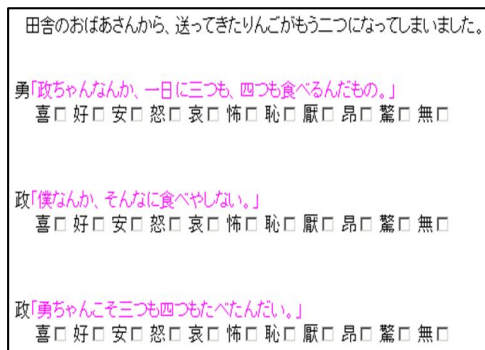 田舎のおばあさんから、送ってきたりんごがもう二つになってしまいました。
勇「政ちゃんなんか、一日に三つも、四つも食べるんだもの。」
喜□ 好□ 安□ 怒□ 哀□ 怖□ 恥□ 厭□ 昂□ 驚□ 無□
政「僕なんか、そんなに食べやしない。」
喜□ 好□ 安□ 怒□ 哀□ 怖□ 恥□ 厭□ 昂□ 驚□ 無□
政「勇ちゃんこそ三つも四つもたべたんだい。」
喜□ 好□ 安□ 怒□ 哀□ 怖□ 恥□ 厭□ 昂□ 驚□ 無□